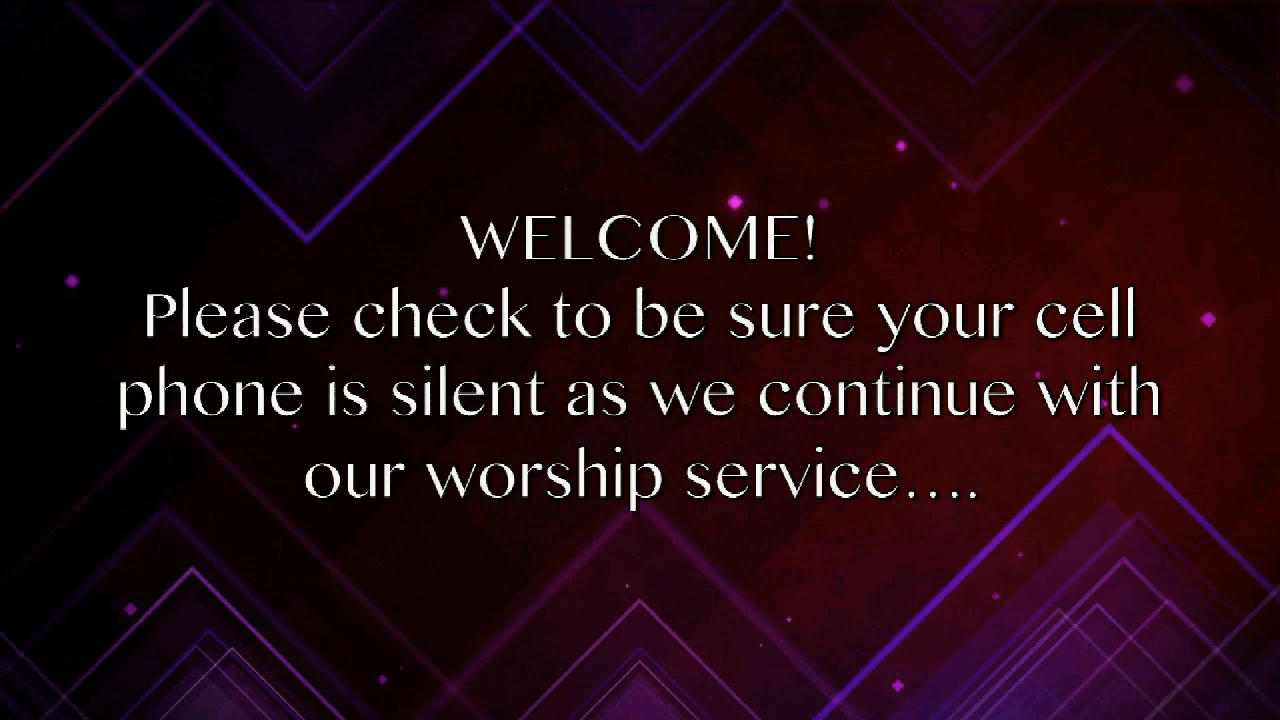 WELCOME!
Please check to be sure your cell
phone is silent as we continue with
our worship service....